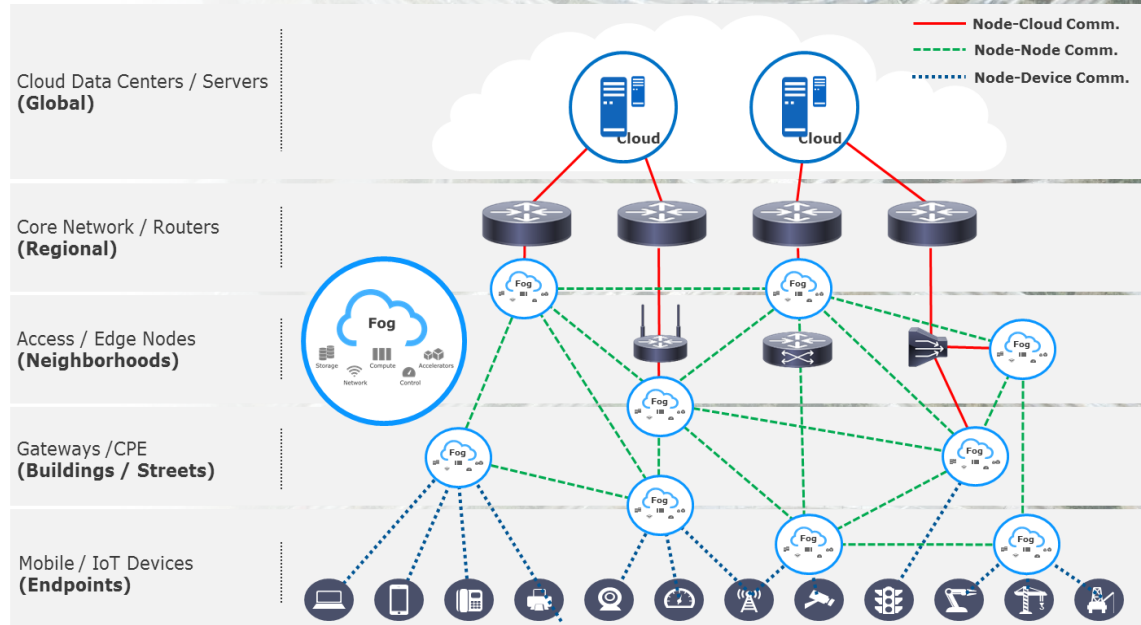 Node-Cloud Comm.
Node-Node Comm.
Node-Device Comm.
Cloud Data Centers / Servers
(Global)
Cloud
Cloud
Core Network / Routers
(Regional)
Fog
Fog
Fog
Storage
Compute
Accelerators
Network
Control
Access / Edge Nodes
(Neighborhoods)
Fog
Fog
Gateways /CPE
(Buildings / Streets)
Fog
Fog
Fog
Mobile / IoT Devices
(Endpoints)
Fog
Fog